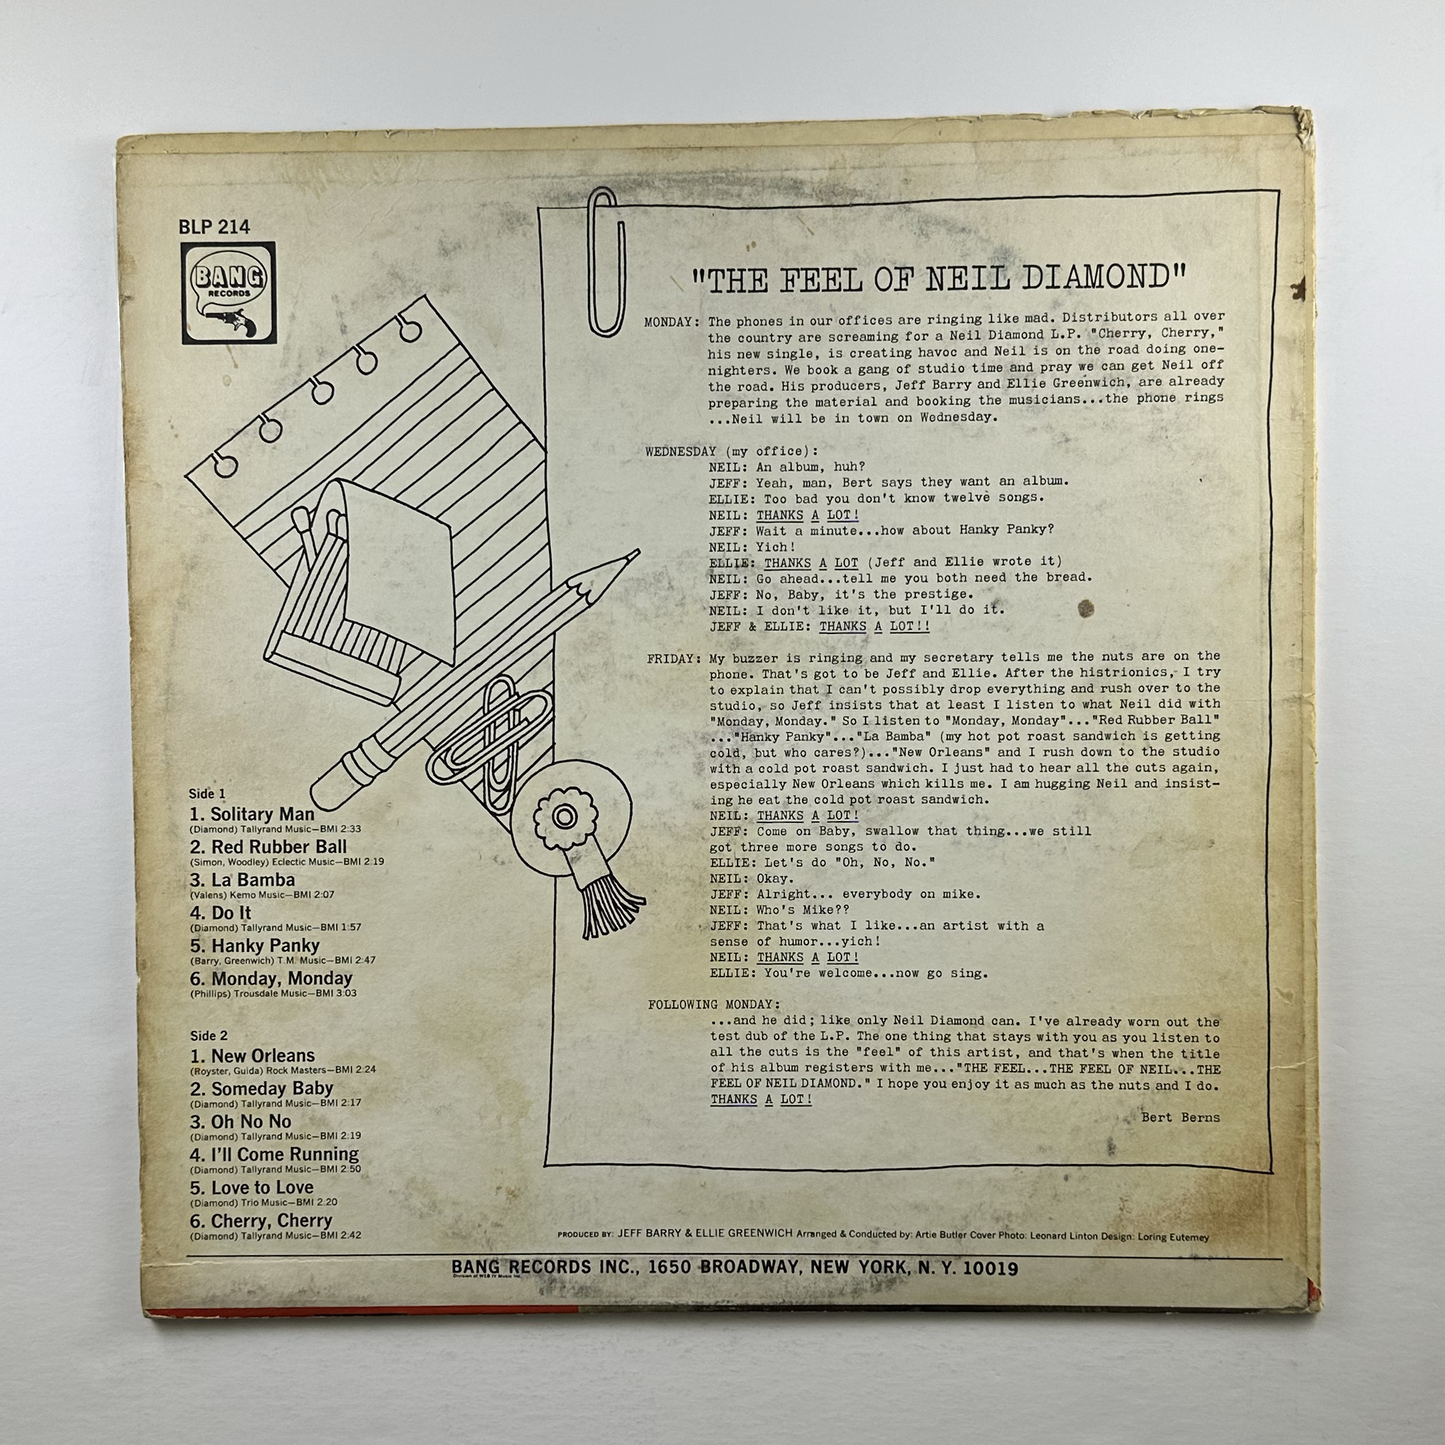 BLP 214
BANG
RECORDS
"THE FEEL OF NEIL DIAMOND"
MONDAY: The phones in our offices are ringing like mad. Distributors all over
the country are screaming for a Neil Diamond L.P. "Cherry, Cherry,"
his new single, is creating havoc and Neil is on the road doing one-
nighters. We book a gang of studio time and pray we can get Neil off
the road. His producers, Jeff Barry and Ellie Greenwich, are already
preparing the material and booking the musicians...the phone rings
...Neil will be in town on Wednesday.
WEDNESDAY (my office):
NEIL: An album, huh?
JEFF: Yeah, man, Bert says they want an album.
ELLIE: Too bad you don't know twelve songs.
NEIL: THANKS A LOT!
JEFF: Wait a minute...how about Hanky Panky?
NEIL: Yich!
ELLIE: THANKS A LOT (Jeff and Ellie wrote it)
NEIL: Go ahead...tell me you both need the bread.
JEFF: No, Baby, it's the prestige.
NEIL: I don't like it, but I'll do it.
JEFF & ELLIE: THANKS A LOT!!
FRIDAY: My buzzer is ringing and my secretary tells me the nuts are on the
phone. That's got to be Jeff and Ellie. After the histrionics, I try
to explain that I can't possibly drop everything and rush over to the
studio, so Jeff insists that at least I listen to what Neil did with
"Monday, Monday." So I listen to "Monday, Monday"..."Red Rubber Ball"
..."Hanky Panky"..."La Bamba" (my hot pot roast sandwich is getting
cold, but who cares?)..."New Orleans" and I rush down to the studio
with a cold pot roast sandwich. I just had to hear all the cuts again,
especially New Orleans which kills me. I am hugging Neil and insist-
ing he eat the cold pot roast sandwich.
NEIL: THANKS A LOT!
JEFF: Come on Baby, swallow that thing...we still
got three more songs to do.
ELLIE: Let's do "Oh, No, No."
NEIL: Okay.
JEFF: Alright... everybody on mike.
NEIL: Who's Mike??
JEFF: That's what I like...an artist with a
sense of humor...yich!
NEIL: THANKS A LOT!
ELLIE: You're welcome...now go sing.
FOLLOWING MONDAY:
...and he did; like only Neil Diamond can. I've already worn out the
test dub of the L.P. The one thing that stays with you as you listen to
all the cuts is the "feel" of this artist, and that's when the title
of his album registers with me..."THE FEEL...THE FEEL OF NEIL...THE
FEEL OF NEIL DIAMOND." I hope you enjoy it as much as the nuts and I do.
THANKS A LOT!
Bert Berns
Side 1
1. Solitary Man
(Diamond) Tallyrand Music—BMI 2:33
2. Red Rubber Ball
(Simon, Woodley) Eclectic Music—BMI 2:19
3. La Bamba
(Valens) Kemo Music—BMI 2:07
4. Do It
(Diamond) Tallyrand Music—BMI 1:57
5. Hanky Panky
(Barry, Greenwich) T.M. Music—BMI 2:47
6. Monday, Monday
(Phillips) Trousdale Music—BMI 3:03
Side 2
1. New Orleans
(Royster, Guida) Rock Masters—BMI 2:24
2. Someday Baby
(Diamond) Tallyrand Music—BMI 2:17
3. Oh No No
(Diamond) Tallyrand Music—BMI 2:19
4. I'll Come Running
(Diamond) Tallyrand Music—BMI 2:50
5. Love to Love
(Diamond) Trio Music—BMI 2:20
6. Cherry, Cherry
(Diamond) Tallyrand Music—BMI 2:42
PRODUCED BY: JEFF BARRY & ELLIE GREENWICH Arranged & Conducted by: Artie Butler Cover Photo: Leonard Linton Design: Loring Eutemey
BANG RECORDS INC., 1650 BROADWAY, NEW YORK, N.Y. 10019
Division of WEB IV Music Inc.